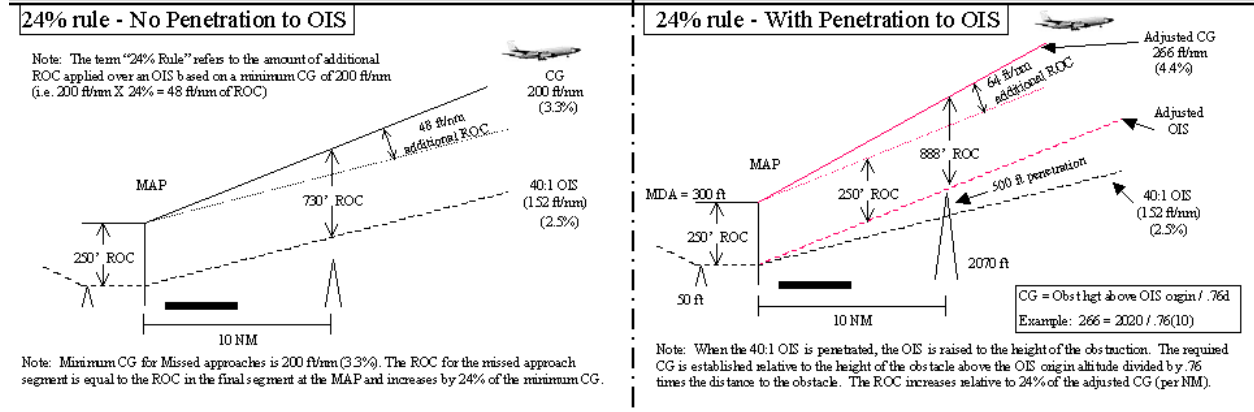 24% rule - No Penetration to OIS
Note: The term “24% Rule” refers to the amount of additional
ROC applied over an OIS based on a minimum CG of 200 ft/nm
(i.e. 200 ft/nm X 24% = 48 ft/nm of ROC)
CG
200 ft/nm
(3.3%)
48 ft/nm
additional ROC
MAP
730’ ROC
40:1 OIS
(152 ft/nm)
(2.5%)
250’ ROC
10 NM
Note: Minimum CG for Missed approaches is 200 ft/nm (3.3%). The ROC for the missed approach
segment is equal to the ROC in the final segment at the MAP and increases by 24% of the minimum CG.
24% rule - With Penetration to OIS
Adjusted CG
266 ft/nm
(4.4%)
64 ft/nm
additional ROC
Adjusted
OIS
MAP
888’ ROC
500 ft penetration
MDA = 300 ft
250’ ROC
40:1 OIS
(152 ft/nm)
(2.5%)
250’ ROC
2070 ft
50 ft
CG = Obst hgt above OIS orgin / .76d
Example: 266 = 2020 / .76(10)
10 NM
Note: When the 40:1 OIS is penetrated, the OIS is raised to the height of the obstruction. The required
CG is established relative to the height of the obstacle above the OIS origin altitude divided by .76
times the distance to the obstacle. The ROC increases relative to 24% of the adjusted CG (per NM).